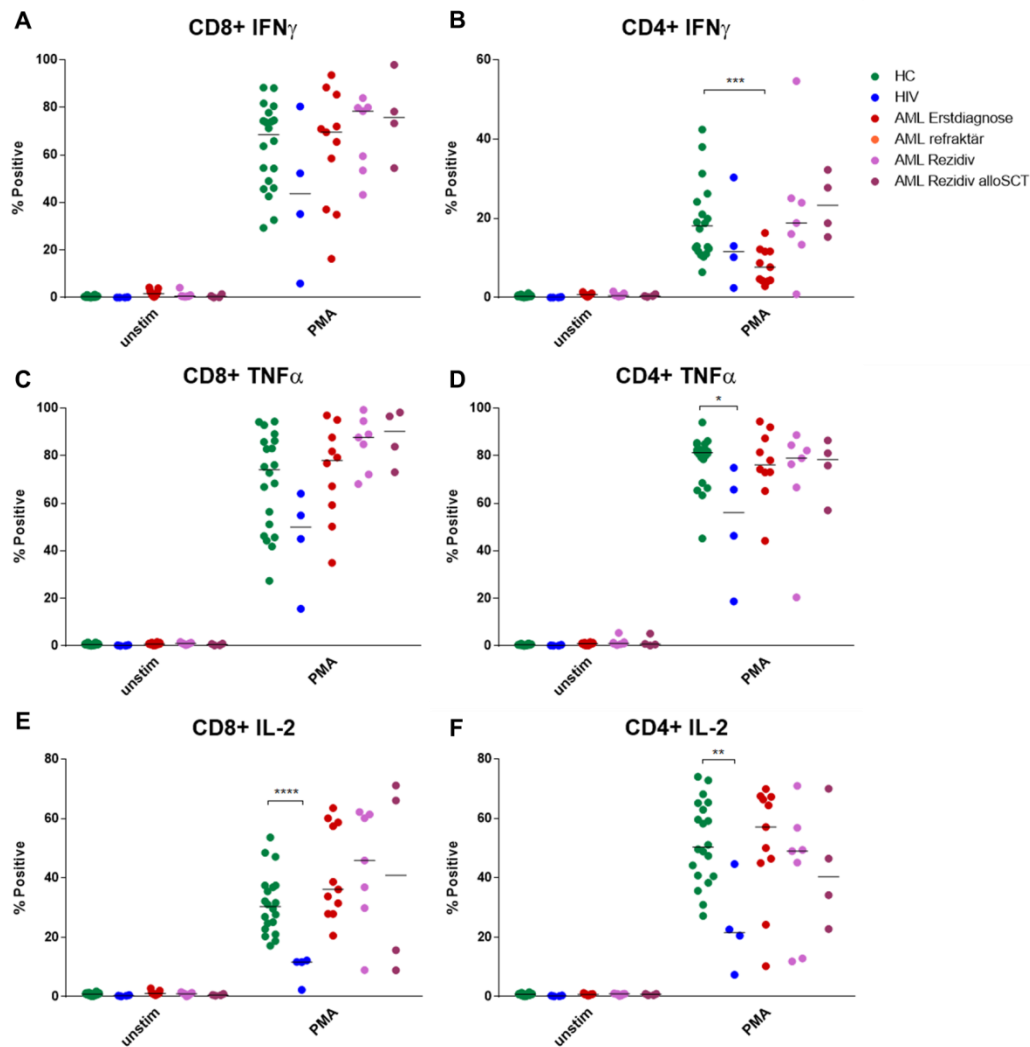 A
CD8+ IFNγ
% Positive
100
80
60
40
20
0
unstim
PMA
B
CD4+ IFNγ
% Positive
60
40
20
0
***
unstim
PMA
HC
HIV
AML Erstdiagnose
AML refraktär
AML Rezidiv
AML Rezidiv alloSCT
C
CD8+ TNFα
% Positive
100
80
60
40
20
0
unstim
PMA
D
CD4+ TNFα
% Positive
100
80
60
40
20
0
*
unstim
PMA
E
CD8+ IL-2
% Positive
80
60
40
20
0
****
unstim
PMA
F
CD4+ IL-2
% Positive
80
60
40
20
0
**
unstim
PMA